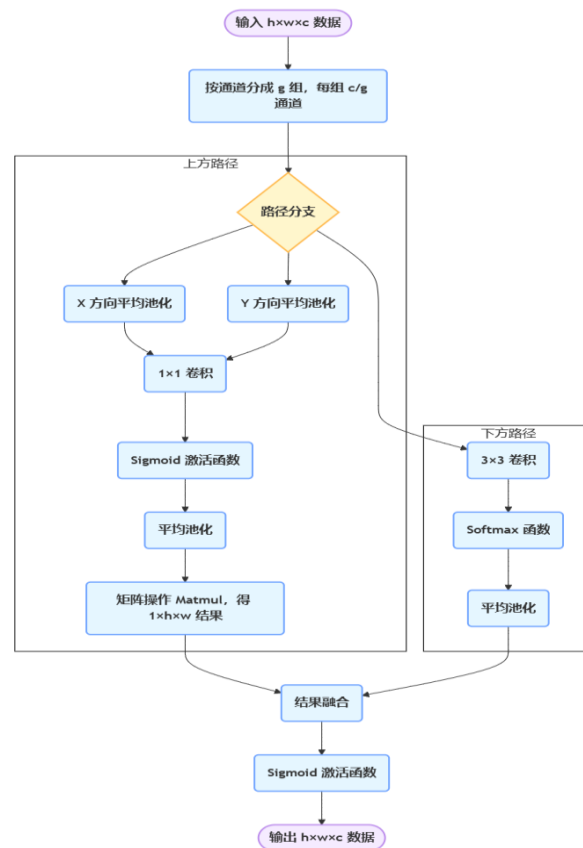 输入 h×w×c 数据
按通道分成 g 组，每组 c/g
通道
上方路径
路径分支
X 方向平均池化
Y 方向平均池化
1×1 卷积
下方路径
Sigmoid 激活函数
3×3 卷积
平均池化
Softmax 函数
矩阵操作 Matmul，得
1×h×w 结果
平均池化
结果融合
Sigmoid 激活函数
输出 h×w×c 数据